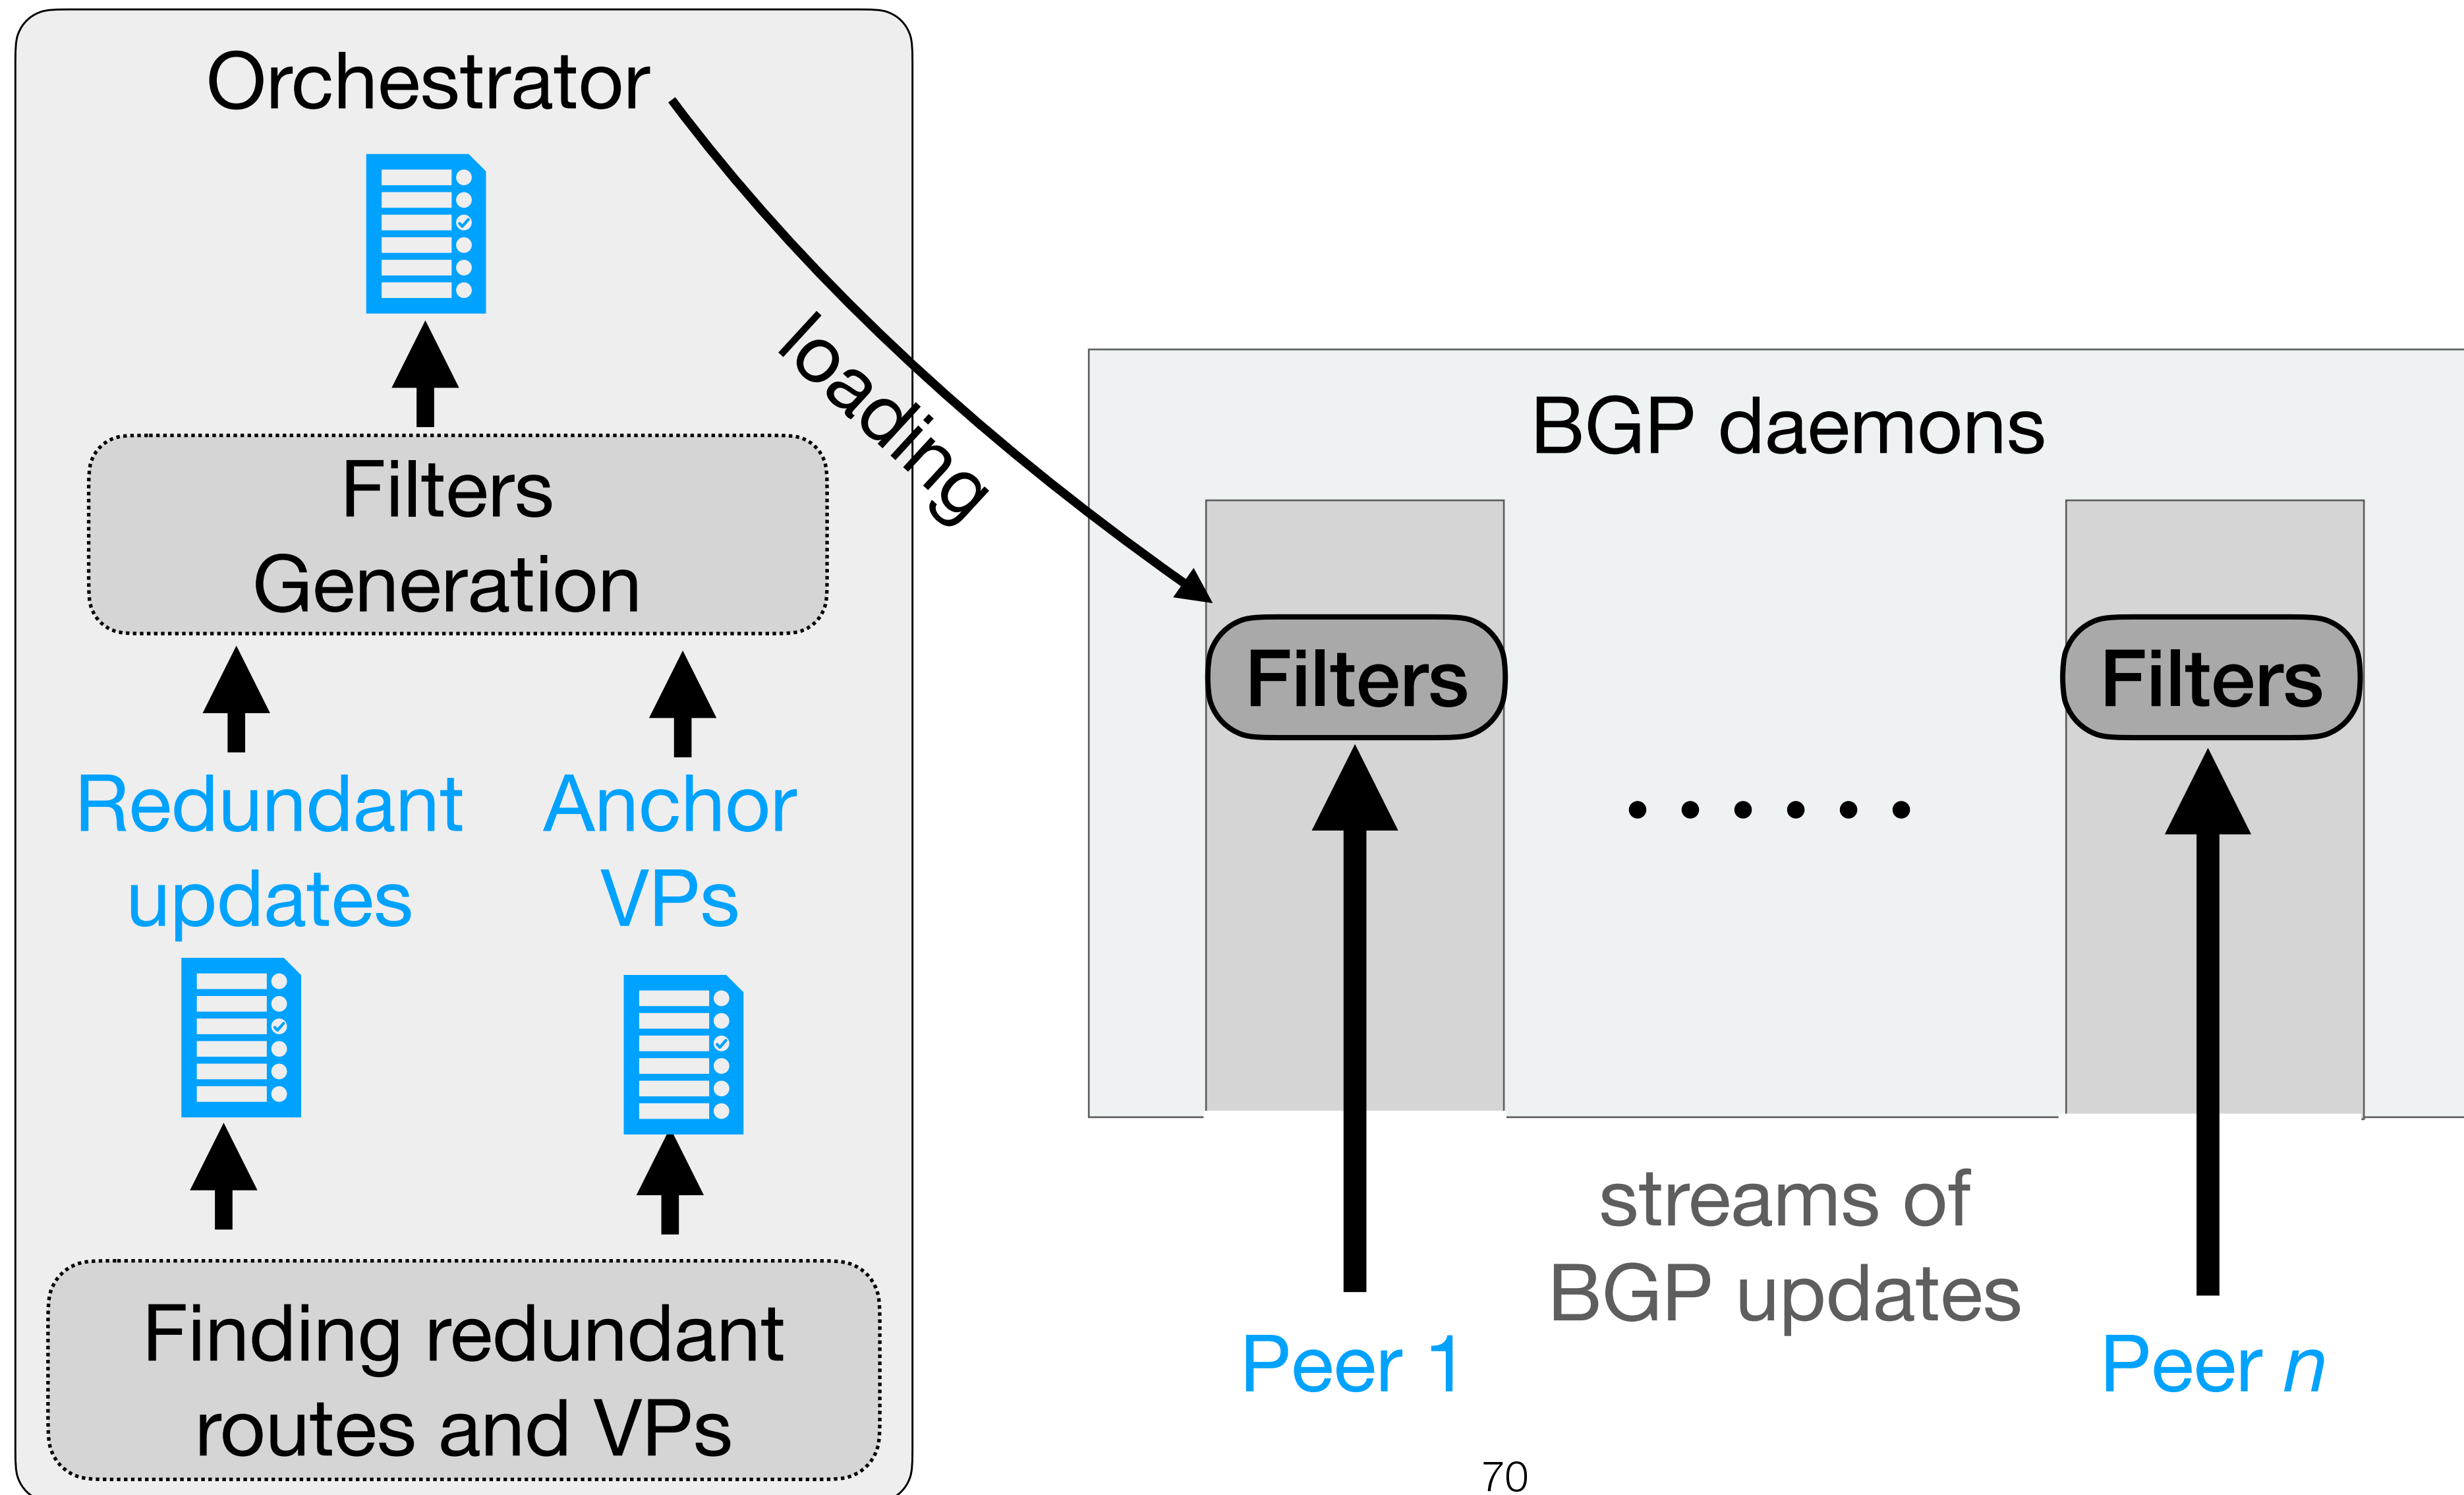 Orchestrator
loading
Filters
Generation
Redundant
updates
Anchor
VPs
Finding redundant
routes and VPs
BGP daemons
Filters
Filters
streams of
BGP updates
Peer 1
Peer n
70